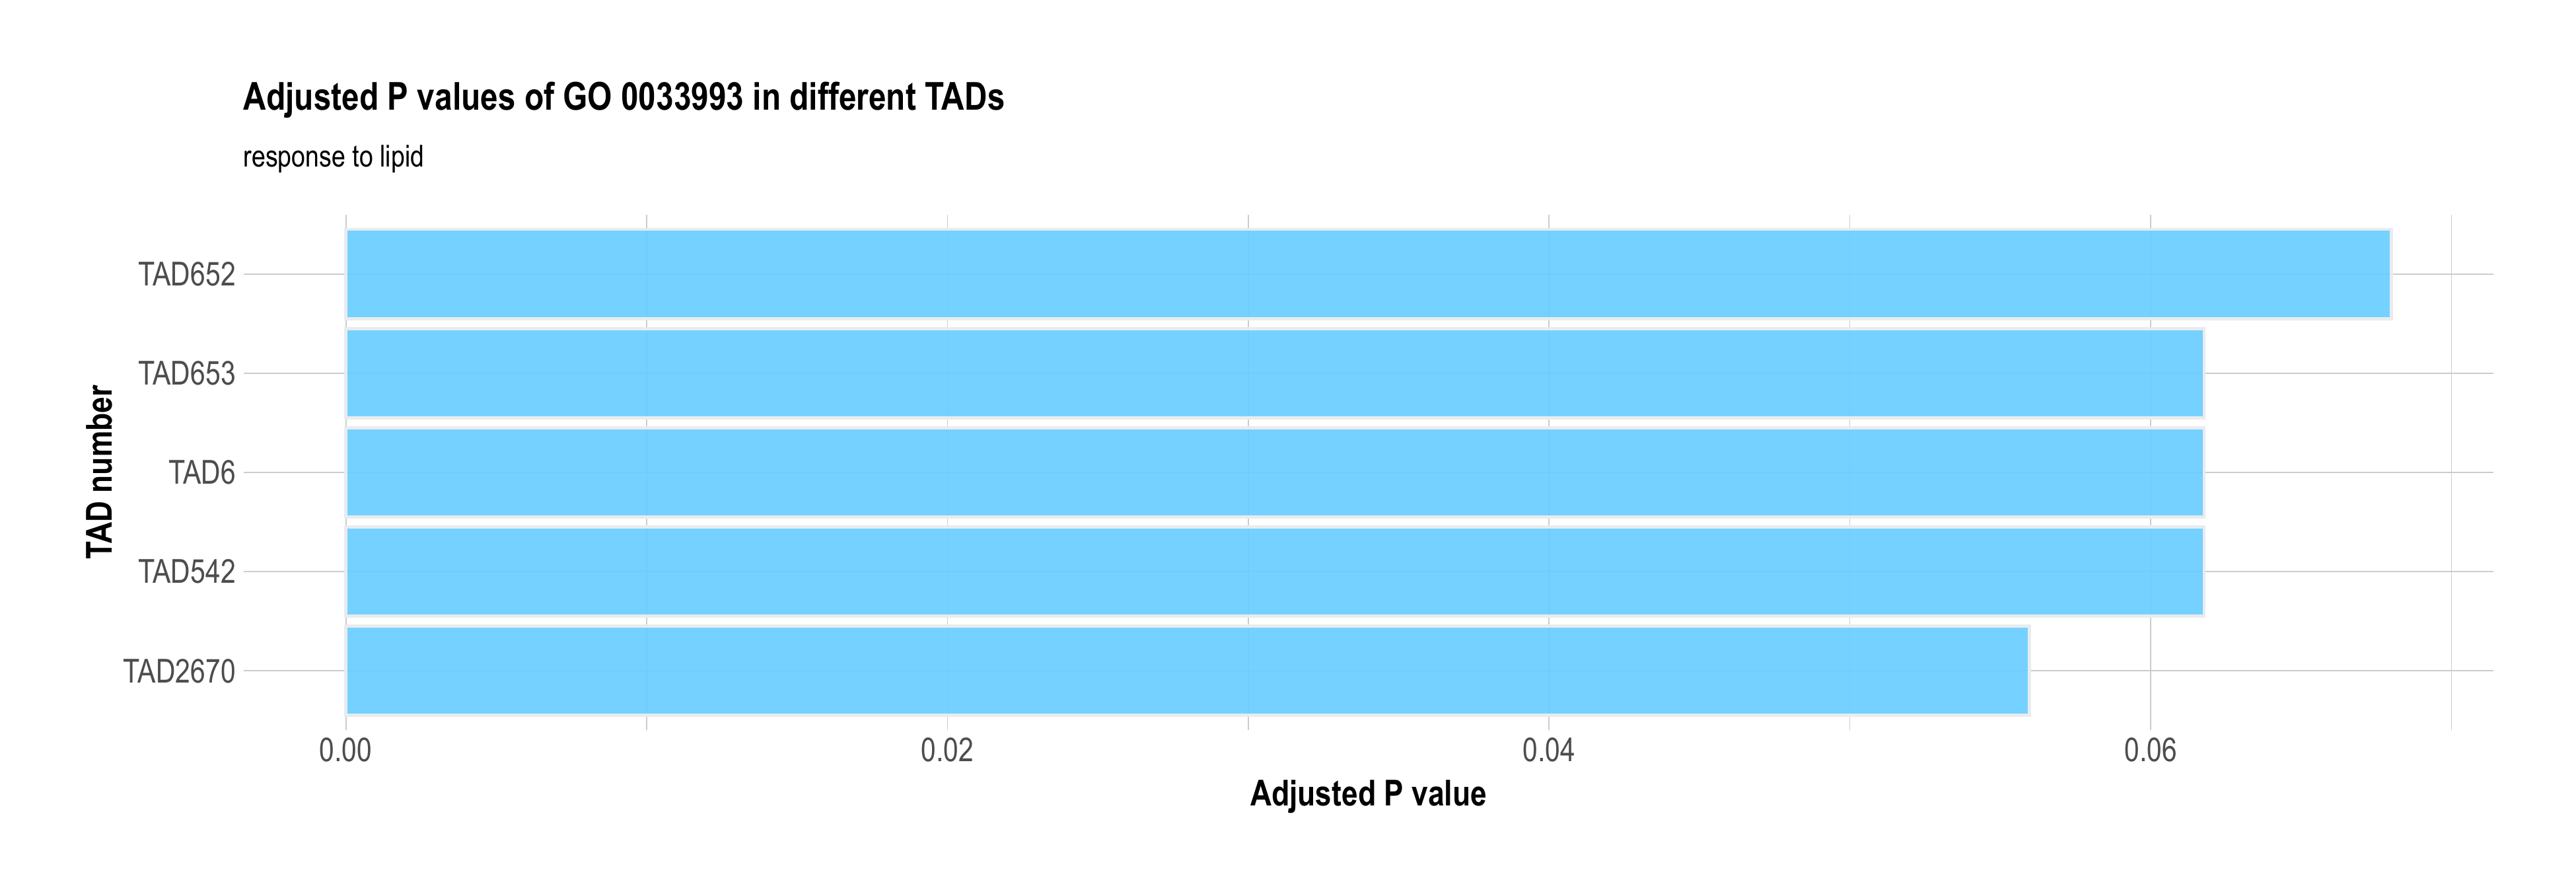 Adjusted P values of GO 0033993 in different TADs
response to lipid
TAD number
TAD652
TAD653
TAD6
TAD542
TAD2670
0.00 0.02 0.04 0.06
Adjusted P value